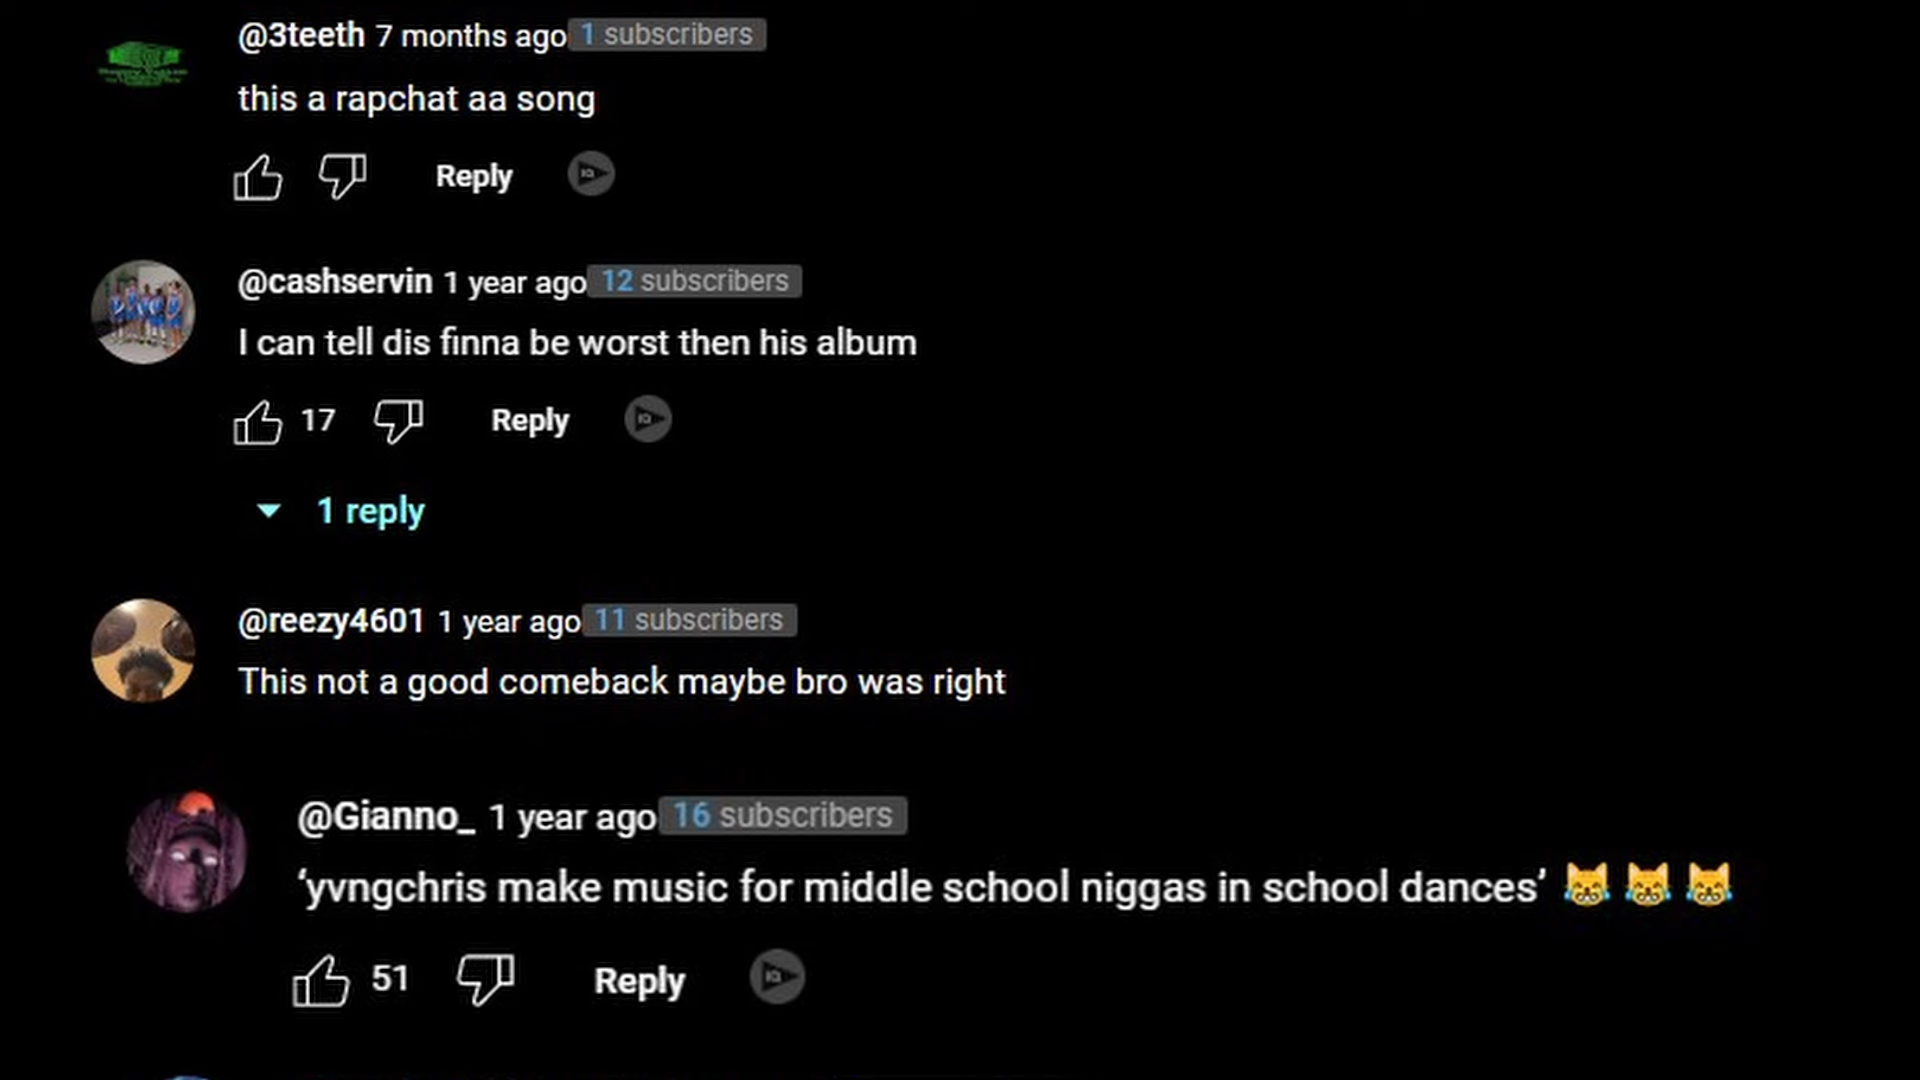 @3teeth 7 months ago 1 subscribers
this a rapchat aa song
Reply
@cashservin 1 year ago 12 subscribers
I can tell dis finna be worst then his album
17 Reply
1 reply
@reezy4601 1 year ago 11 subscribers
This not a good comeback maybe bro was right
@Gianno_ 1 year ago 16 subscribers
‘yvngchris make music for middle school niggas in school dances’ 😹 😹 😹
51 Reply